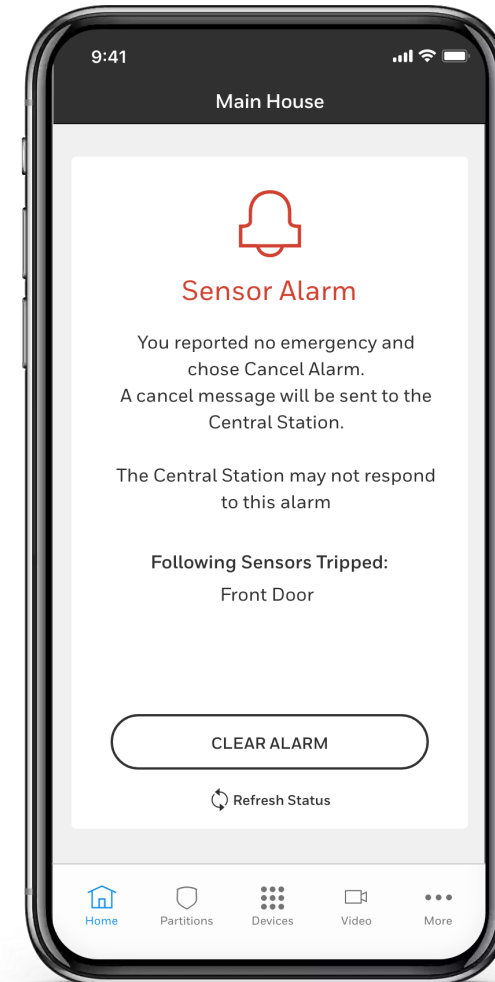 9:41
Main House
Sensor Alarm
You reported no emergency and
chose Cancel Alarm.
A cancel message will be sent to the
Central Station.
The Central Station may not respond
to this alarm
Following Sensors Tripped:
Front Door
CLEAR ALARM
Refresh Status
Home Partitions Devices Video More